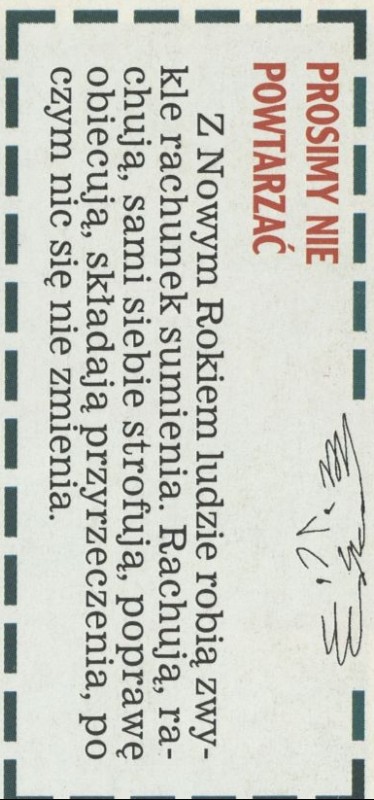 PROSIMY NIE
POWTARZAĆ
Z Nowym Rokiem ludzie robią zwy-
kle rachunek sumienia. Rachują, ra-
chują, sami siebie strofują, poprawę
obiecują, składają przyrzeczenia, po
czym nic się nie zmienia.